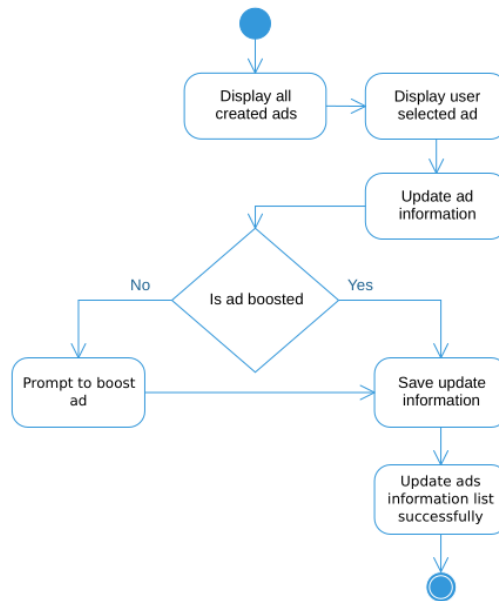 Display all
created ads
Display user
selected ad
Update ad
information
Is ad boosted
No
Yes
Prompt to boost
ad
Save update
information
Update ads
information list
successfully